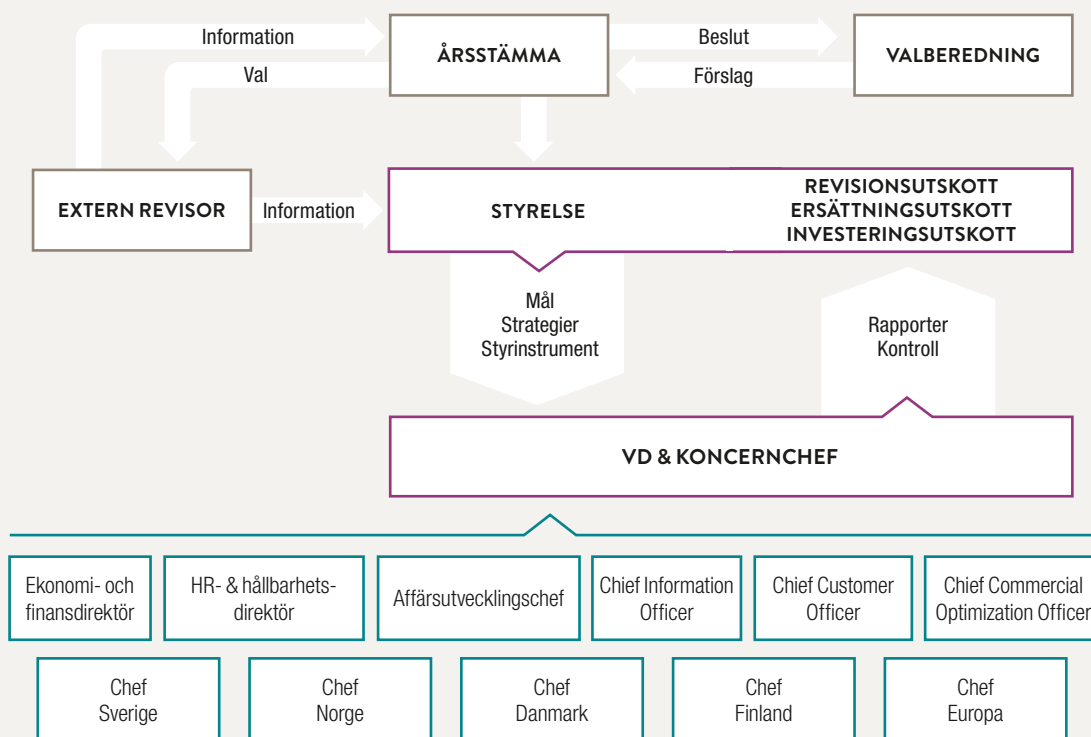 Information
ÅRSSTÄMMA
Beslut
VALBEREDNING
Val
Förslag
EXTERN REVISOR
Information
STYRELSE
REVISIONSUTSKOTT
ERSÄTTNINGSUTSKOTT
INVESTERINGSUTSKOTT
Mål
Strategier
Styrinstrument
Rapporter
Kontroll
VD & KONCERNCHEF
Ekonomi- och
finansdirektör
HR- & hållbarhets-
direktör
Affärsutvecklingschef
Chief Information
Officer
Chief Customer
Officer
Chief Commercial
Optimization Officer
Chef
Sverige
Chef
Norge
Chef
Danmark
Chef
Finland
Chef
Europa